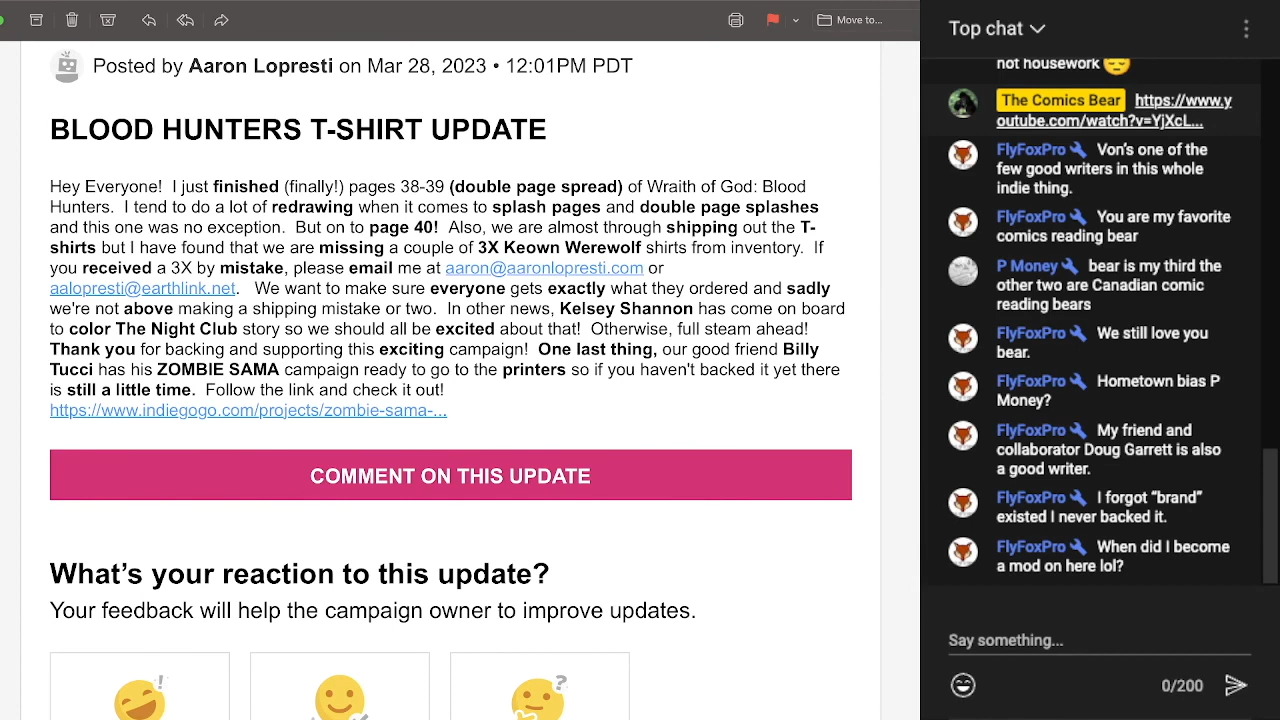 Move to...
Posted by Aaron Lopresti on Mar 28, 2023 • 12:01PM PDT
BLOOD HUNTERS T-SHIRT UPDATE
Hey Everyone! I just finished (finally!) pages 38-39 (double page spread) of Wraith of God: Blood
Hunters. I tend to do a lot of redrawing when it comes to splash pages and double page splashes
and this one was no exception. But on to page 40! Also, we are almost through shipping out the T-
shirts but I have found that we are missing a couple of 3X Keown Werewolf shirts from inventory. If
you received a 3X by mistake, please email me at aaron@aaronlopresti.com or
aalopresti@earthlink.net. We want to make sure everyone gets exactly what they ordered and sadly
we're not above making a shipping mistake or two. In other news, Kelsey Shannon has come on board
to color The Night Club story so we should all be excited about that! Otherwise, full steam ahead!
Thank you for backing and supporting this exciting campaign! One last thing, our good friend Billy
Tucci has his ZOMBIE SAMA campaign ready to go to the printers so if you haven't backed it yet there
is still a little time. Follow the link and check it out!
https://www.indiegogo.com/projects/zombie-sama-...
COMMENT ON THIS UPDATE
What's your reaction to this update?
Your feedback will help the campaign owner to improve updates.
Top chat
not housework 😔
The Comics Bear https://www.y
outube.com/watch?v=YjXcL...
FlyFoxPro Von's one of the
few good writers in this whole
indie thing.
FlyFoxPro You are my favorite
comics reading bear
P Money bear is my third the
other two are Canadian comic
reading bears
FlyFoxPro We still love you
bear.
FlyFoxPro Hometown bias P
Money?
FlyFoxPro My friend and
collaborator Doug Garrett is also
a good writer.
FlyFoxPro I forgot “brand”
existed I never backed it.
FlyFoxPro When did I become
a mod on here lol?
Say something...
0/200